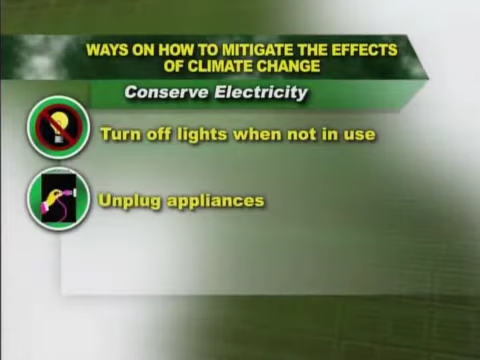 WAYS ON HOW TO MITIGATE THE EFFECTS
OF CLIMATE CHANGE
Conserve Electricity
Turn off lights when not in use
Unplug appliances